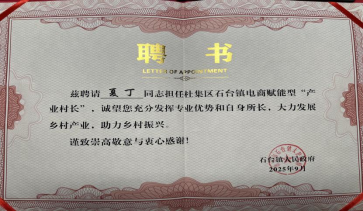 聘 书
LETTER OF APPOINTMENT
兹聘请 夏丁 同志担任杜集区石台镇电商赋能型“产
业村长”，诚望您充分发挥专业优势和自身所长，大力发展
乡村产业，助力乡村振兴。
谨致崇高敬意与衷心感谢！
石台镇人民政府
2025年9月